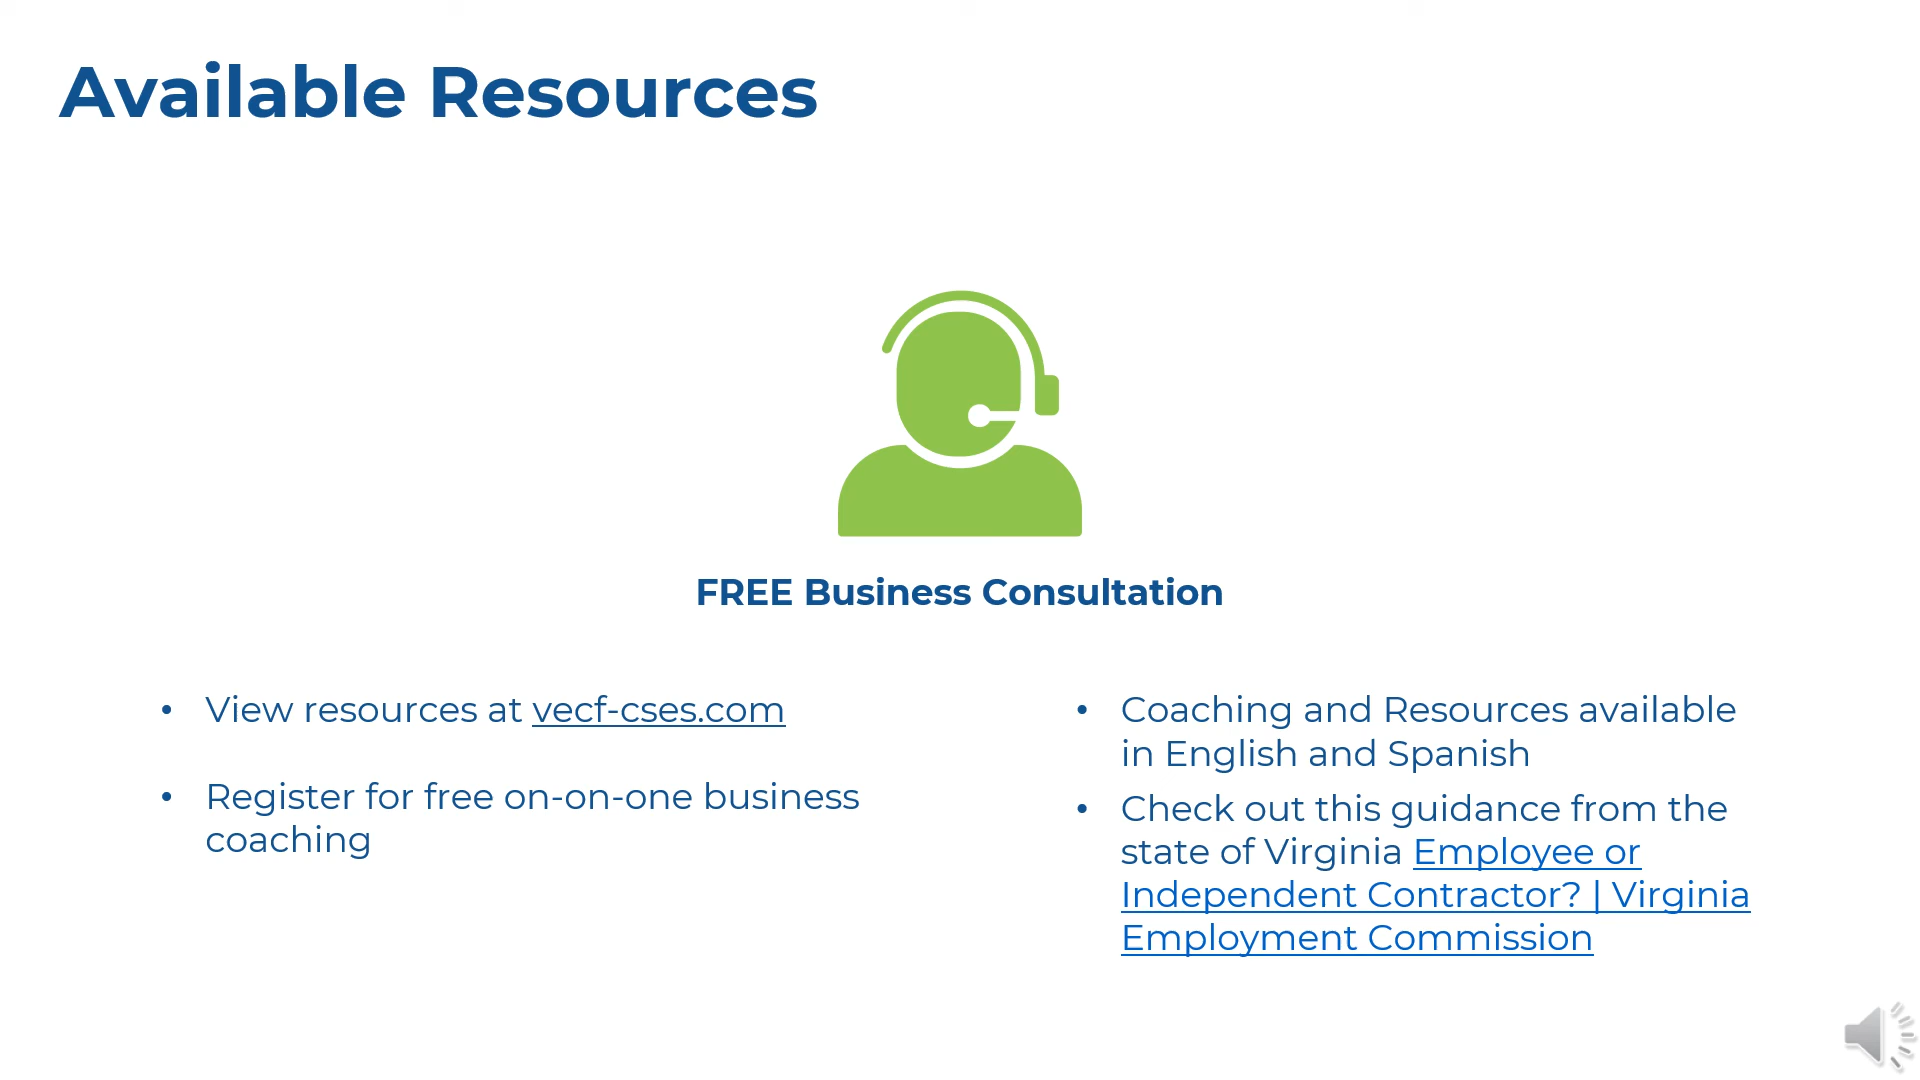 Available Resources
FREE Business Consultation
• View resources at vecf-cses.com
• Register for free on-on-one business
coaching
• Coaching and Resources available
in English and Spanish
• Check out this guidance from the
state of Virginia Employee or
Independent Contractor? | Virginia
Employment Commission